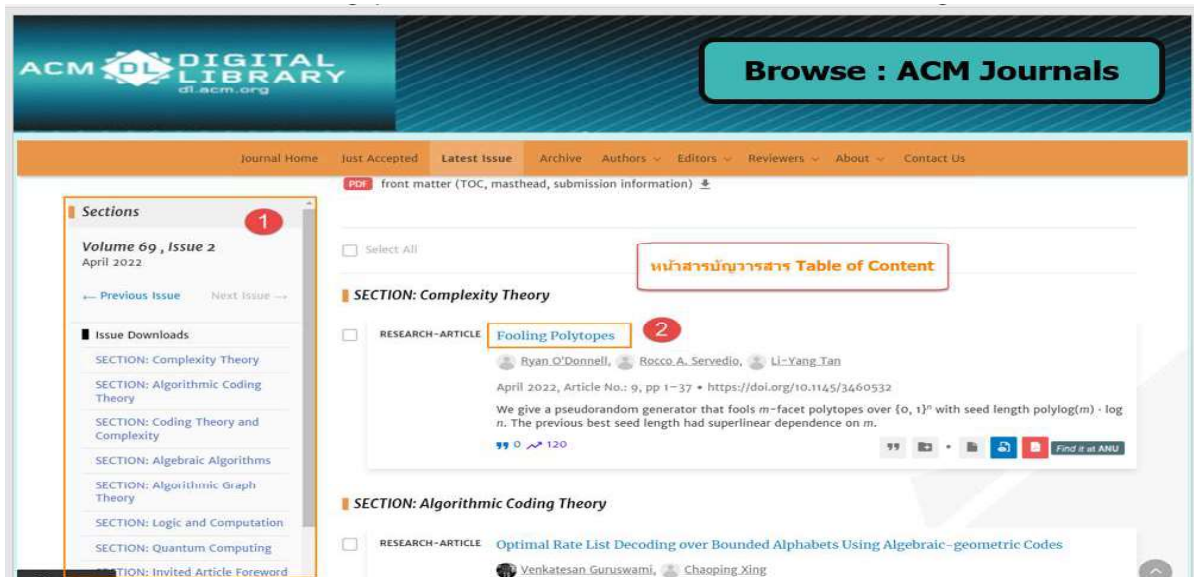 ACM DL DIGITAL
LIBRARY
dl.acm.org
Browse : ACM Journals
Journal Home Just Accepted Latest Issue Archive Authors Editors Reviewers About Contact Us
PDF front matter (TOC, masthead, submission information)
Sections
1
Volume 69 , Issue 2
April 2022
← Previous Issue Next Issue →
Issue Downloads
SECTION: Complexity Theory
SECTION: Algorithmic Coding
Theory
SECTION: Coding Theory and
Complexity
SECTION: Algebraic Algorithms
SECTION: Algorithmic Graph
Theory
SECTION: Logic and Computation
SECTION: Quantum Computing
SECTION: Invited Article Foreword
Select All
หน้าสารบัญวารสาร Table of Content
SECTION: Complexity Theory
RESEARCH-ARTICLE Fooling Polytopes 2
Ryan O'Donnell, Rocco A. Servedio, Li-Yang Tan
April 2022, Article No.: 9, pp 1–37 • https://doi.org/10.1145/3460532
We give a pseudorandom generator that fools m-facet polytopes over {0, 1}ⁿ with seed length polylog(m) · log
n. The previous best seed length had superlinear dependence on m.
0 120
Find it at ANU
SECTION: Algorithmic Coding Theory
RESEARCH-ARTICLE Optimal Rate List Decoding over Bounded Alphabets Using Algebraic-geometric Codes
Venkatesan Guruswami, Chaoping Xing